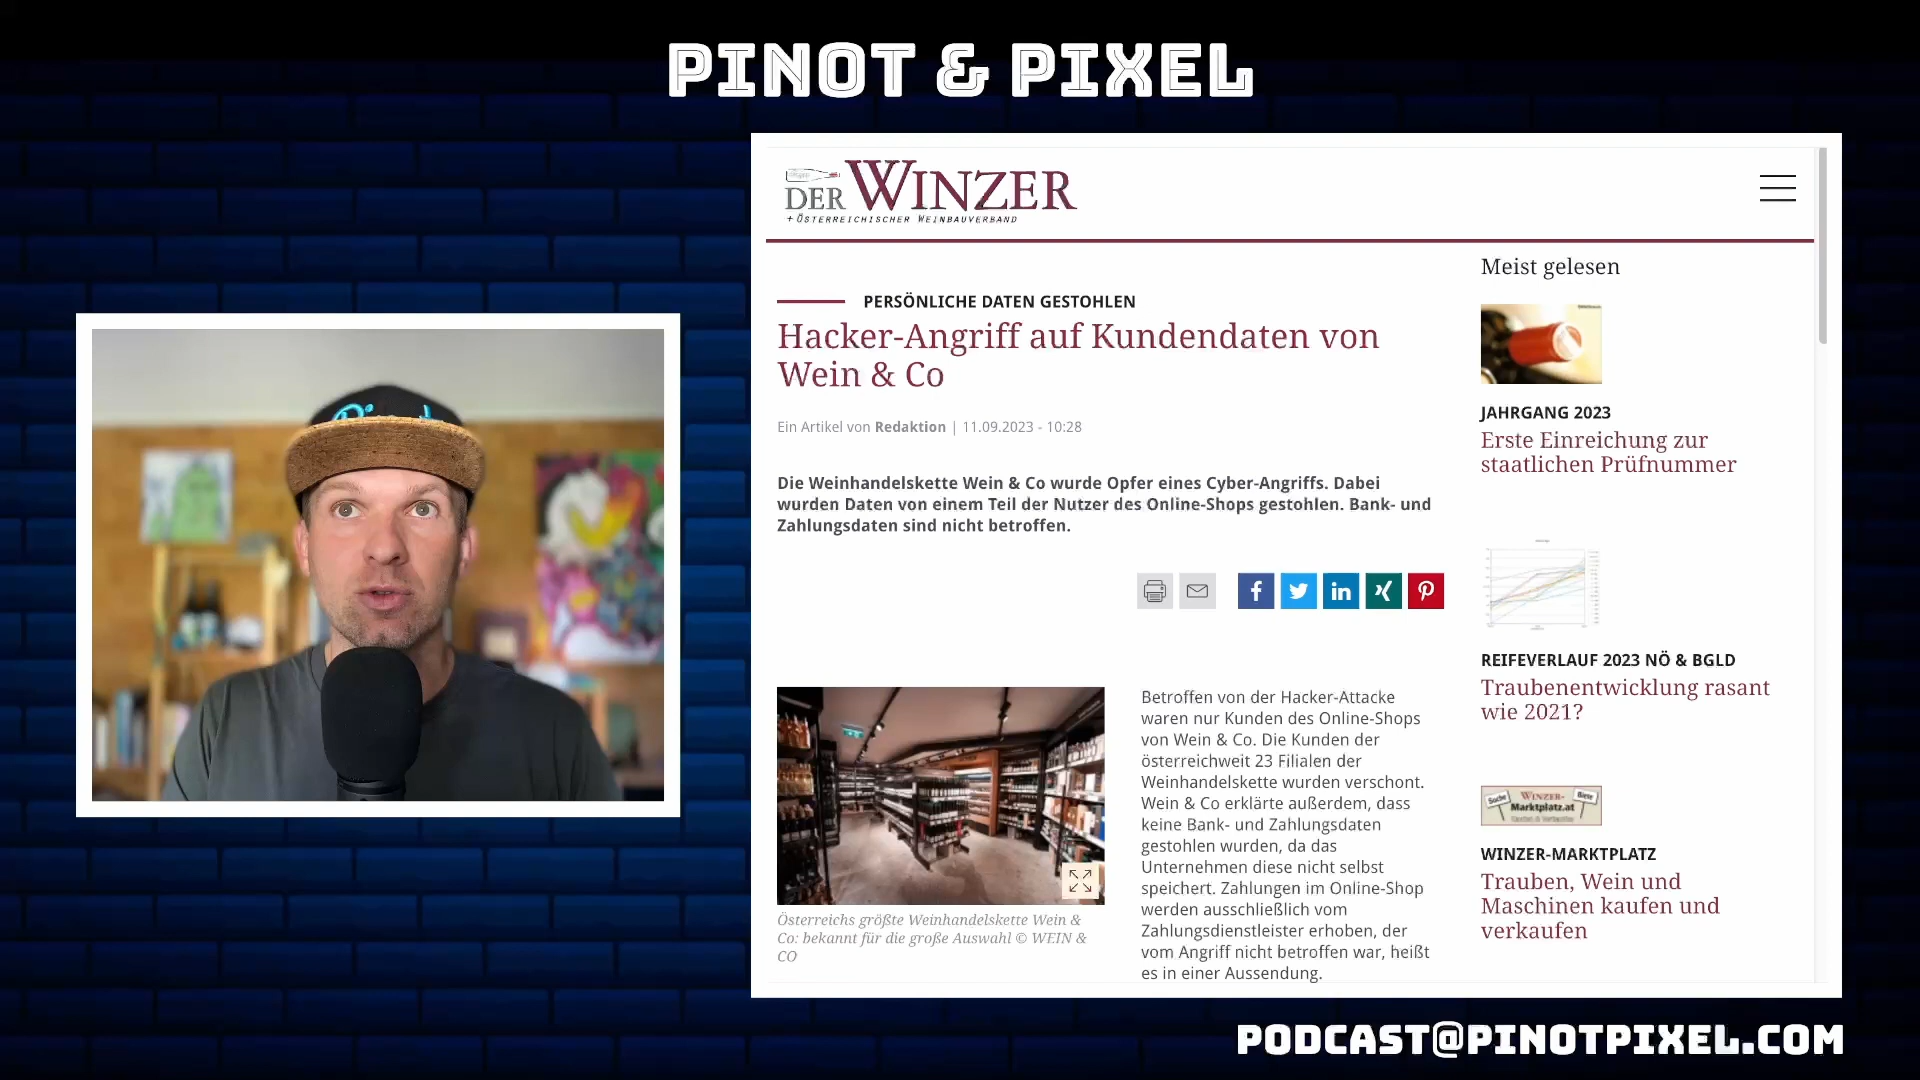 PINOT & PIXEL
DER WINZER
+ ÖSTERREICHISCHER WEINBAUVERBAND
PERSÖNLICHE DATEN GESTOHLEN
Hacker-Angriff auf Kundendaten von
Wein & Co
Ein Artikel von Redaktion | 11.09.2023 - 10:28
Die Weinhandelskette Wein & Co wurde Opfer eines Cyber-Angriffs. Dabei
wurden Daten von einem Teil der Nutzer des Online-Shops gestohlen. Bank- und
Zahlungsdaten sind nicht betroffen.
Österreichs größte Weinhandelskette Wein &
Co: bekannt für die große Auswahl © WEIN &
CO
Betroffen von der Hacker-Attacke
waren nur Kunden des Online-Shops
von Wein & Co. Die Kunden der
österreichweit 23 Filialen der
Weinhandelskette wurden verschont.
Wein & Co erklärte außerdem, dass
keine Bank- und Zahlungsdaten
gestohlen wurden, da das
Unternehmen diese nicht selbst
speichert. Zahlungen im Online-Shop
werden ausschließlich vom
Zahlungsdienstleister erhoben, der
vom Angriff nicht betroffen war, heißt
es in einer Aussendung.
Meist gelesen
JAHRGANG 2023
Erste Einreichung zur
staatlichen Prüfnummer
REIFEVERLAUF 2023 NÖ & BGLD
Traubenentwicklung rasant
wie 2021?
Suche
WINZER-
Marktplatz.at
Biete
WINZER-MARKTPLATZ
Trauben, Wein und
Maschinen kaufen und
verkaufen
PODCAST@PINOTPIXEL.COM